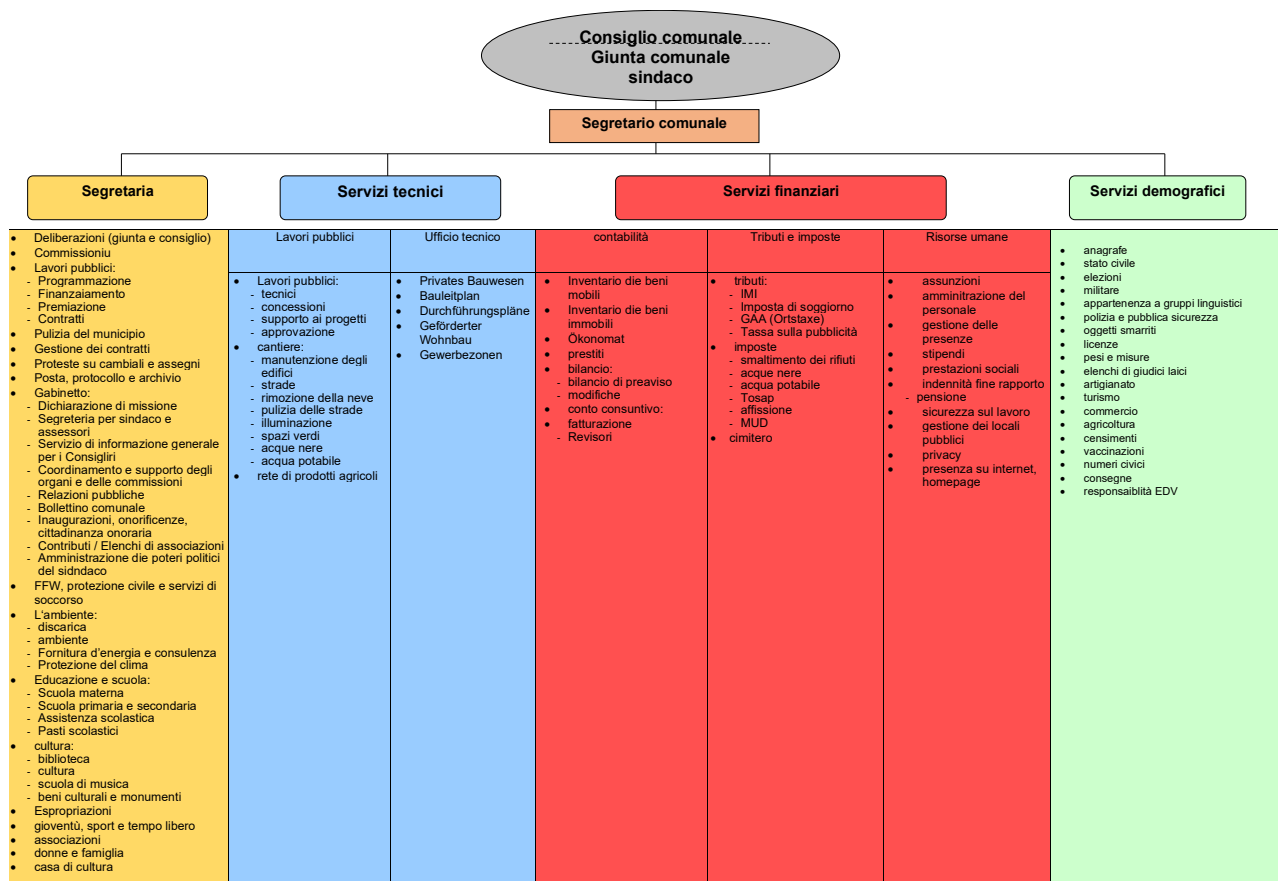 Consiglio comunale
Giunta comunale
sindaco
Segretario comunale
Segretaria
Servizi tecnici
Servizi finanziari
Servizi demografici
• Deliberazioni (giunta e consiglio)
• Commissioniu
• Lavori pubblici:
- Programmazione
- Finanzaiamento
- Premiazione
- Contratti
• Pulizia del municipio
• Gestione dei contratti
• Proteste su cambiali e assegni
• Posta, protocollo e archivio
• Gabinetto:
- Dichiarazione di missione
- Segreteria per sindaco e
assessori
- Servizio di informazione generale
per i Consigliri
- Coordinamento e supporto degli
organi e delle commissioni
- Relazioni pubbliche
- Bollettino comunale
- Inaugurazioni, onorificenze,
cittadinanza onoraria
- Contributi / Elenchi di associazioni
- Amministrazione die poteri politici
del sidndaco
• FFW, protezione civile e servizi di
soccorso
• L'ambiente:
- discarica
- ambiente
- Fornitura d'energia e consulenza
- Protezione del clima
• Educazione e scuola:
- Scuola materna
- Scuola primaria e secondaria
- Assistenza scolastica
- Pasti scolastici
• cultura:
- biblioteca
- cultura
- scuola di musica
- beni culturali e monumenti
• Espropriazioni
• gioventù, sport e tempo libero
• associazioni
• donne e famiglia
• casa di cultura
Lavori pubblici
• Lavori pubblici:
- tecnici
- concessioni
- supporto ai progetti
- approvazione
• cantiere:
- manutenzione degli
edifici
- strade
- rimozione della neve
- pulizia delle strade
- illuminazione
- spazi verdi
- acque nere
- acqua potabile
• rete di prodotti agricoli
Ufficio tecnico
• Privates Bauwesen
• Bauleitplan
• Durchführungspläne
• Geförderter
Wohnbau
• Gewerbezonen
contabilità
• Inventario die beni
mobili
• Inventario die beni
immobili
• Ökonomat
• prestiti
• bilancio:
- bilancio di preaviso
- modifiche
• conto consuntivo:
• fatturazione
- Revisori
Tributi e imposte
• tributi:
- IMI
- Imposta di soggiorno
- GAA (Ortstaxe)
- Tassa sulla pubblicità
• imposte
- smaltimento dei rifiuti
- acque nere
- acqua potabile
- Tosap
- affissione
- MUD
• cimitero
Risorse umane
• assunzioni
• amminitrazione del
personale
• gestione delle
presenze
• stipendi
• prestazioni sociali
• indennità fine rapporto
- pensione
• sicurezza sul lavoro
• gestione dei locali
pubblici
• privacy
• presenza su internet,
homepage
• anagrafe
• stato civile
• elezioni
• militare
• appartenenza a gruppi linguistici
• polizia e pubblica sicurezza
• oggetti smarriti
• licenze
• pesi e misure
• elenchi di giudici laici
• artigianato
• turismo
• commercio
• agricoltura
• censimenti
• vaccinazioni
• numeri civici
• consegne
• responsaiblità EDV